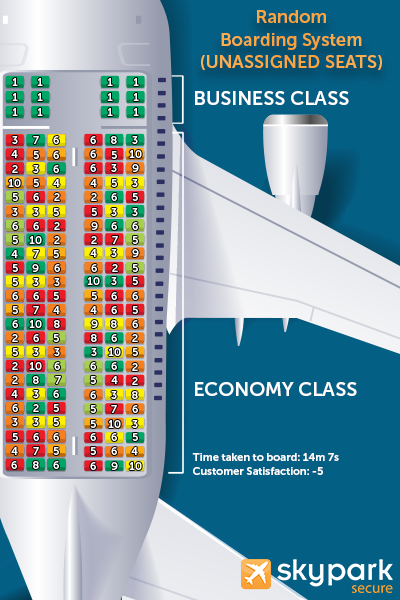 Random
Boarding System
(UNASSIGNED SEATS)
1 1 1 1
BUSINESS CLASS
1 1 1 1
1 1 1 1
3 7 6 6 8 3
4 5 6 6 5 10
2 3 6 6 3 9
10 5 4 4 5 3
5 6 2 2 6 5
3 3 5 5 3 3
6 6 2 9 6 6
5 10 2 2 7 5
4 7 5 4 3 9
5 9 6 6 2 5
5 3 3 10 3 5
6 6 5 5 6 6
5 7 4 4 6 5
6 10 8 9 8 6
2 6 5 8 6 2
5 3 3 3 10 5
2 10 6 6 6 2
2 8 7 5 4 2
4 3 6 6 3 8
ECONOMY CLASS
6 2 5 5 7 6
3 3 5 5 10 3
5 6 6 6 6 5
4 7 5 5 6 4
Time taken to board: 14m 7s
6 8 6 6 9 10
Customer Satisfaction: -5
skypark
secure